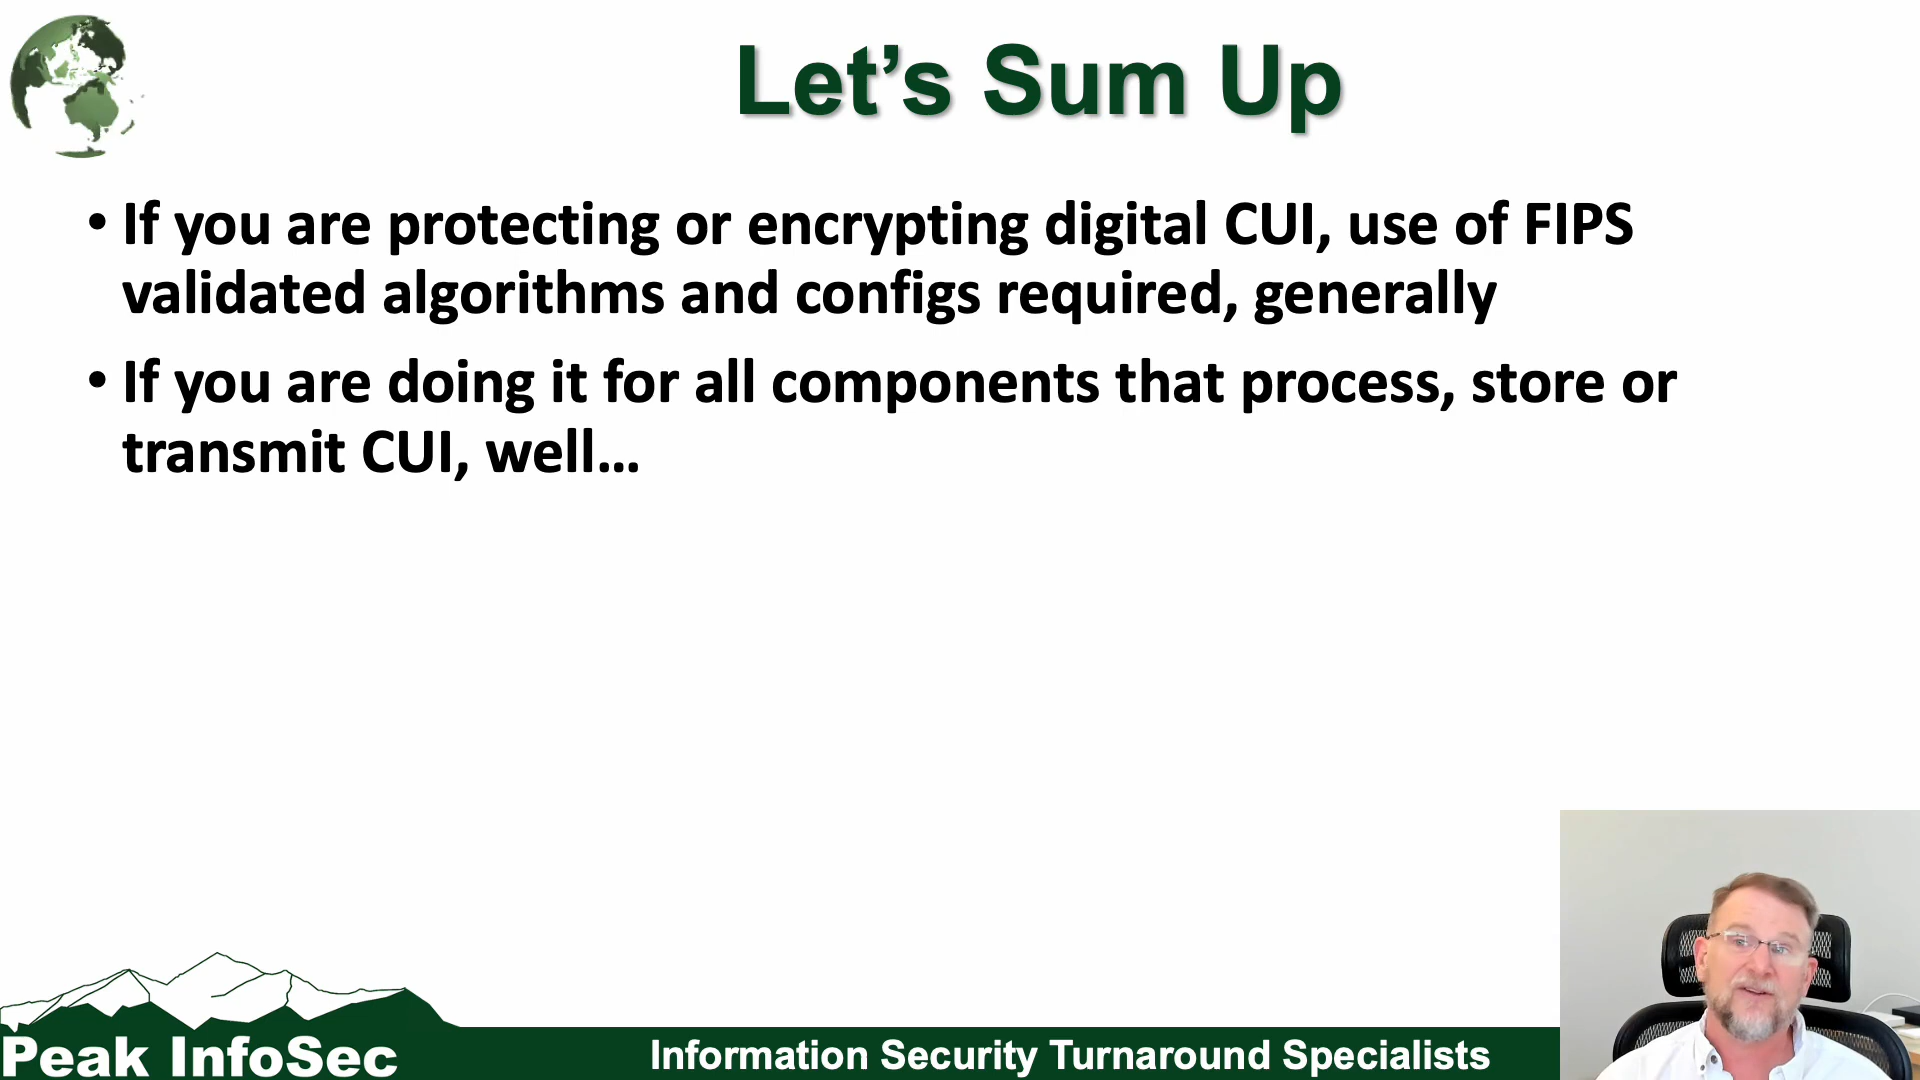 Let’s Sum Up
• If you are protecting or encrypting digital CUI, use of FIPS
validated algorithms and configs required, generally
• If you are doing it for all components that process, store or
transmit CUI, well…
Peak InfoSec
Information Security Turnaround Specialists